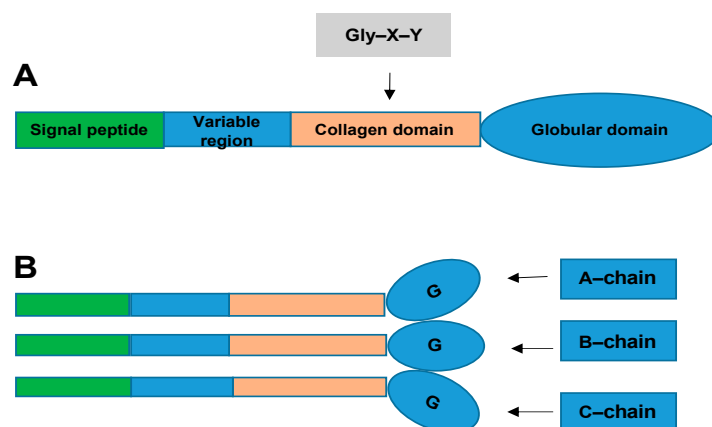 Gly–X–Y
A
Signal peptide
Variable
region
Collagen domain
Globular domain
B
G
A–chain
G
B–chain
G
C–chain